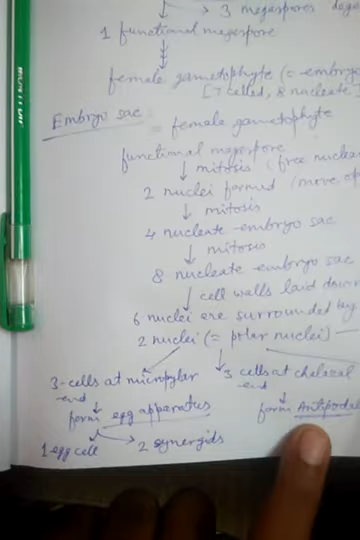 3 megaspores
1 functional megaspore
female gametophyte (= embryo
[7 celled, 8 nucleate]
Embryo sac: female gametophyte
functional megaspore
mitosis (free nuclear
2 nuclei formed (move
mitosis
4 nucleate-embryo sac
mitosis
8 nucleate-embryo sac
cell walls laid down
6 nuclei are surrounded by
2 nuclei (= polar nuclei)
3-cells at micropylar end
3 cells at chalazal end
form egg apparatus
form Antipodal
1 egg cell
2 synergids